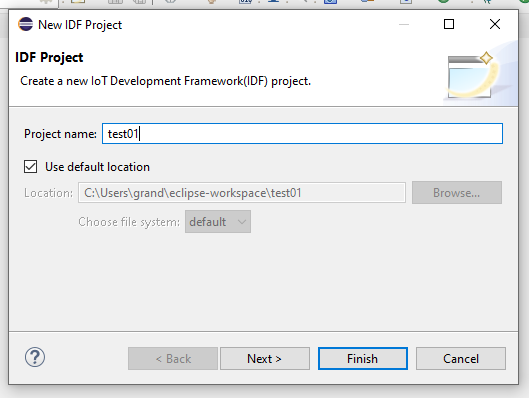 New IDF Project
IDF Project
Create a new IoT Development Framework(IDF) project.
Project name: test01
Use default location
Location: C:\Users\grand\eclipse-workspace\test01 Browse...
Choose file system: default
? < Back Next > Finish Cancel